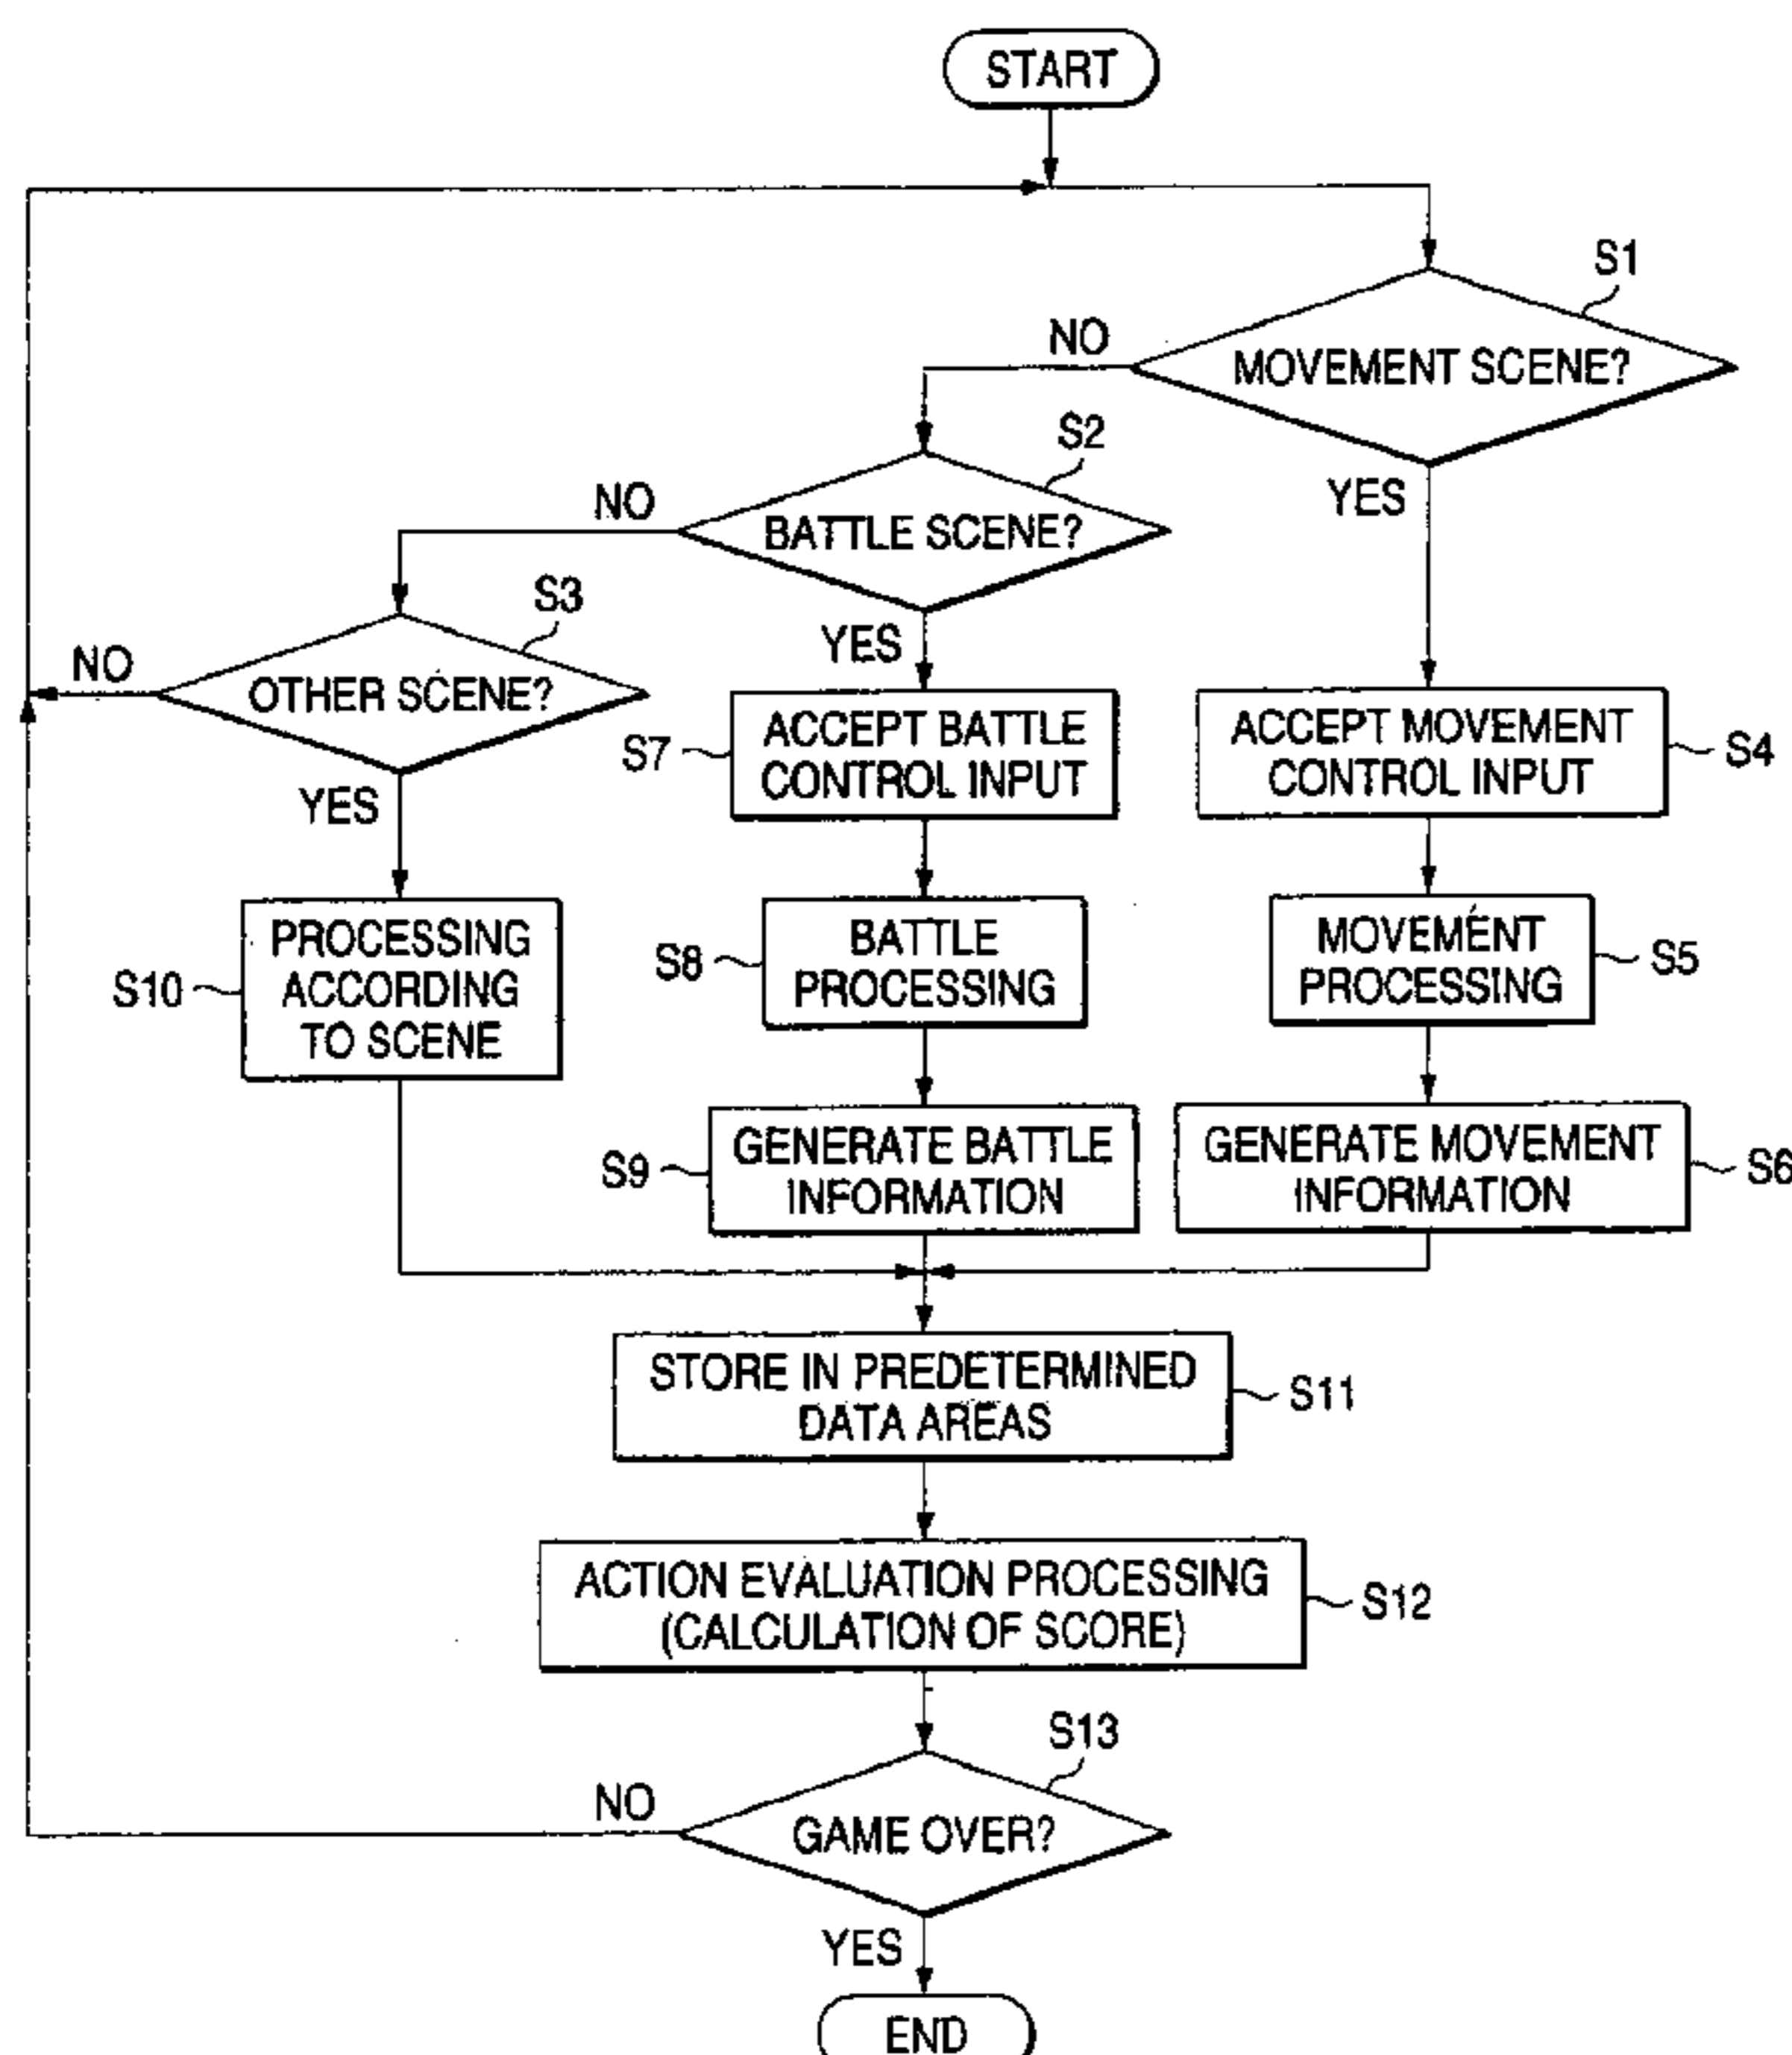 START
S1
NO
MOVEMENT SCENE?
S2
YES
NO
BATTLE SCENE?
S3
YES
NO
OTHER SCENE?
S7
ACCEPT BATTLE
CONTROL INPUT
ACCEPT MOVEMENT
CONTROL INPUT
S4
YES
S10
PROCESSING
ACCORDING
TO SCENE
S8
BATTLE
PROCESSING
MOVEMENT
PROCESSING
S5
S9
GENERATE BATTLE
INFORMATION
GENERATE MOVEMENT
INFORMATION
S6
STORE IN PREDETERMINED
DATA AREAS
S11
ACTION EVALUATION PROCESSING
(CALCULATION OF SCORE)
S12
S13
NO
GAME OVER?
YES
END